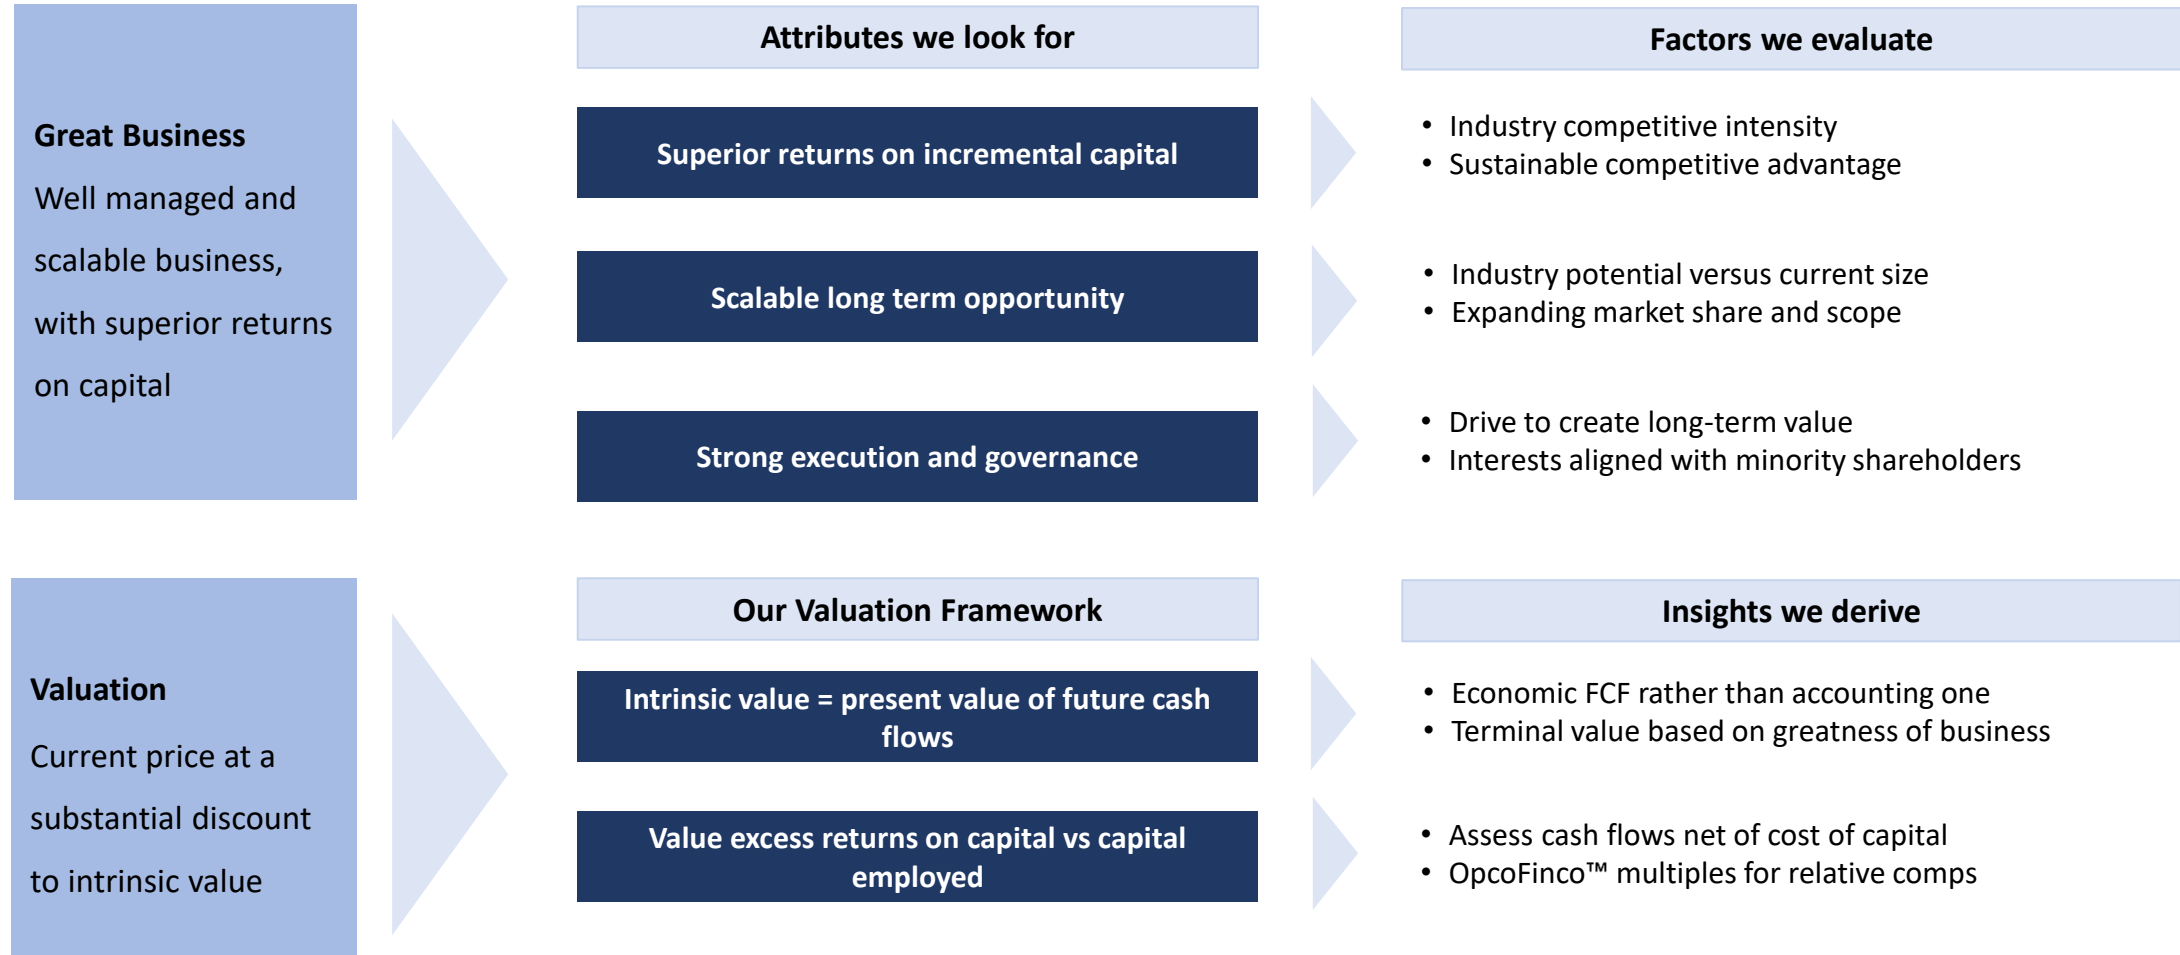 Great Business
Well managed and
scalable business,
with superior returns
on capital
Attributes we look for
Superior returns on incremental capital
Scalable long term opportunity
Strong execution and governance
Factors we evaluate
• Industry competitive intensity
• Sustainable competitive advantage
• Industry potential versus current size
• Expanding market share and scope
• Drive to create long-term value
• Interests aligned with minority shareholders
Valuation
Current price at a
substantial discount
to intrinsic value
Our Valuation Framework
Intrinsic value = present value of future cash
flows
Value excess returns on capital vs capital
employed
Insights we derive
• Economic FCF rather than accounting one
• Terminal value based on greatness of business
• Assess cash flows net of cost of capital
• OpcoFinco™ multiples for relative comps